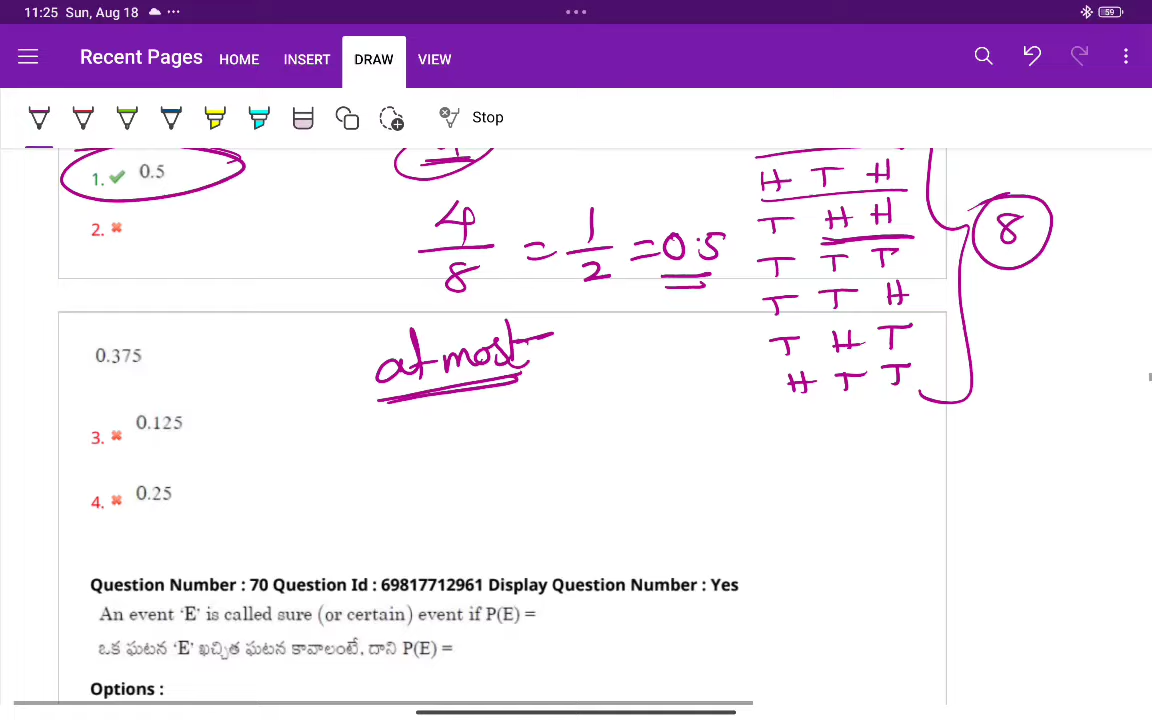 11:25 Sun, Aug 18
59
Recent Pages HOME INSERT DRAW VIEW
Stop
1. 0.5
H T H
2.
4/8 = 1/2 = 0.5
T H H
8
T T T
T T H
0.375
atmost
T H T
H T T
3. 0.125
4. 0.25
Question Number : 70 Question Id : 69817712961 Display Question Number : Yes
An event ‘E’ is called sure (or certain) event if P(E) =
ఒక ఘటన ‘E’ ఖచ్చిత ఘటన కావాలంటే, దాని P(E) =
Options :